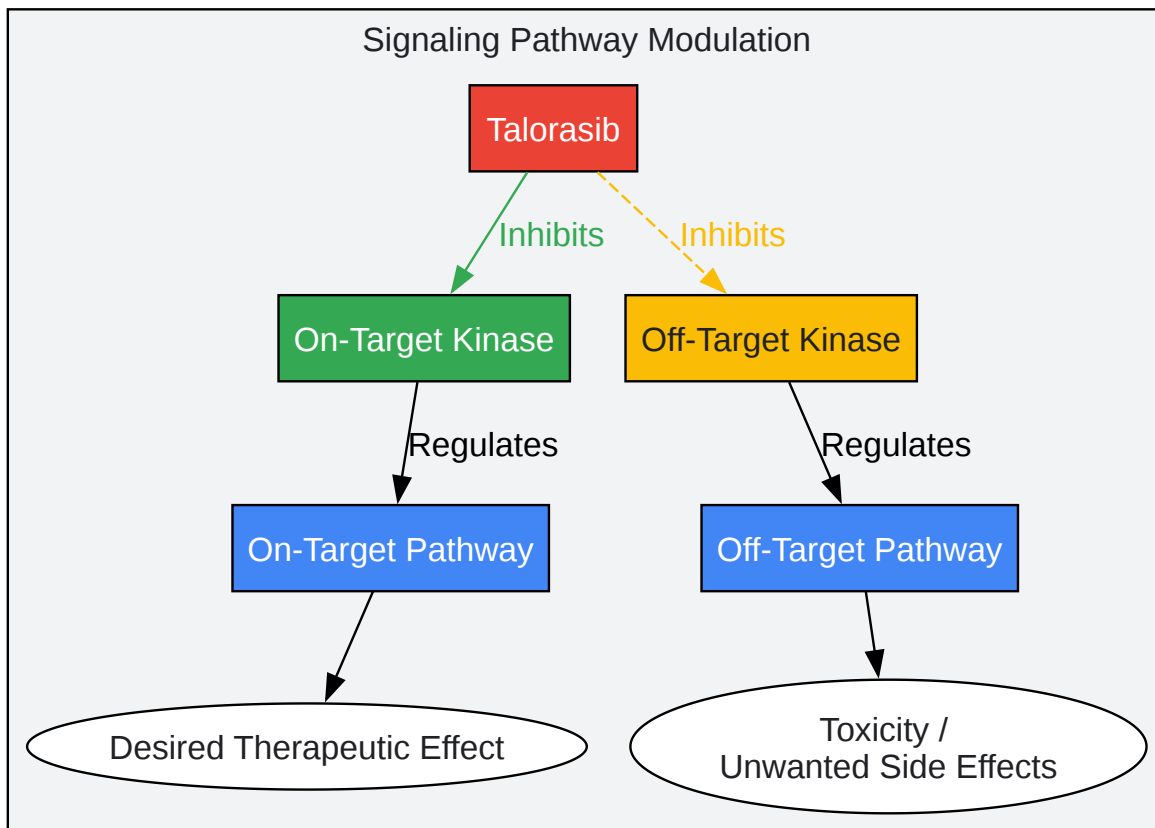 Signaling Pathway Modulation
Talorasib
Inhibits
Inhibits
On-Target Kinase
Off-Target Kinase
Regulates
Regulates
On-Target Pathway
Off-Target Pathway
Desired Therapeutic Effect
Toxicity /
Unwanted Side Effects